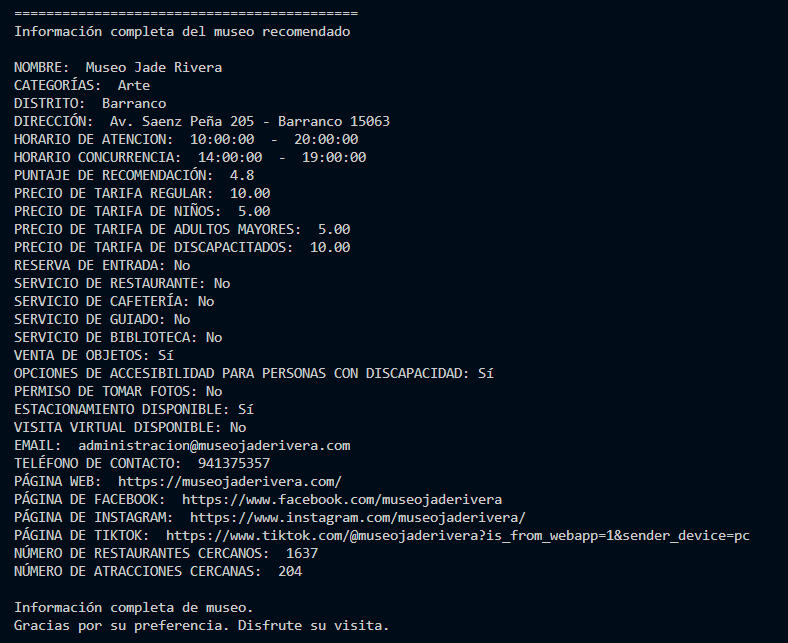 ===========================================
Información completa del museo recomendado
NOMBRE:  Museo Jade Rivera
CATEGORÍAS:  Arte
DISTRITO:  Barranco
DIRECCIÓN:  Av. Saenz Peña 205 - Barranco 15063
HORARIO DE ATENCION:  10:00:00  -  20:00:00
HORARIO CONCURRENCIA:  14:00:00  -  19:00:00
PUNTAJE DE RECOMENDACIÓN:  4.8
PRECIO DE TARIFA REGULAR:  10.00
PRECIO DE TARIFA DE NIÑOS:  5.00
PRECIO DE TARIFA DE ADULTOS MAYORES:  5.00
PRECIO DE TARIFA DE DISCAPACITADOS:  10.00
RESERVA DE ENTRADA: No
SERVICIO DE RESTAURANTE: No
SERVICIO DE CAFETERÍA: No
SERVICIO DE GUIADO: No
SERVICIO DE BIBLIOTECA: No
VENTA DE OBJETOS: Sí
OPCIONES DE ACCESIBILIDAD PARA PERSONAS CON DISCAPACIDAD: Sí
PERMISO DE TOMAR FOTOS: No
ESTACIONAMIENTO DISPONIBLE: Sí
VISITA VIRTUAL DISPONIBLE: No
EMAIL:  administracion@museojaderivera.com
TELÉFONO DE CONTACTO:  941375357
PÁGINA WEB:  https://museojaderivera.com/
PÁGINA DE FACEBOOK:  https://www.facebook.com/museojaderivera
PÁGINA DE INSTAGRAM:  https://www.instagram.com/museojaderivera/
PÁGINA DE TIKTOK:  https://www.tiktok.com/@museojaderivera?is_from_webapp=1&sender_device=pc
NÚMERO DE RESTAURANTES CERCANOS:  1637
NÚMERO DE ATRACCIONES CERCANAS:  204
Información completa de museo.
Gracias por su preferencia. Disfrute su visita.